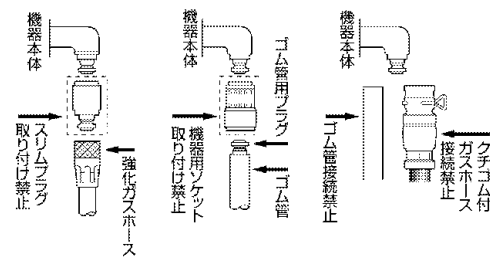 機器本体
スリムプラグ
取り付け禁止
強化ガスホース
機器本体
ゴム管用プラグ
機器用ソケット
取り付け禁止
ゴム管
機器本体
ゴム管接続禁止
クチゴム付
ガスホース
接続禁止